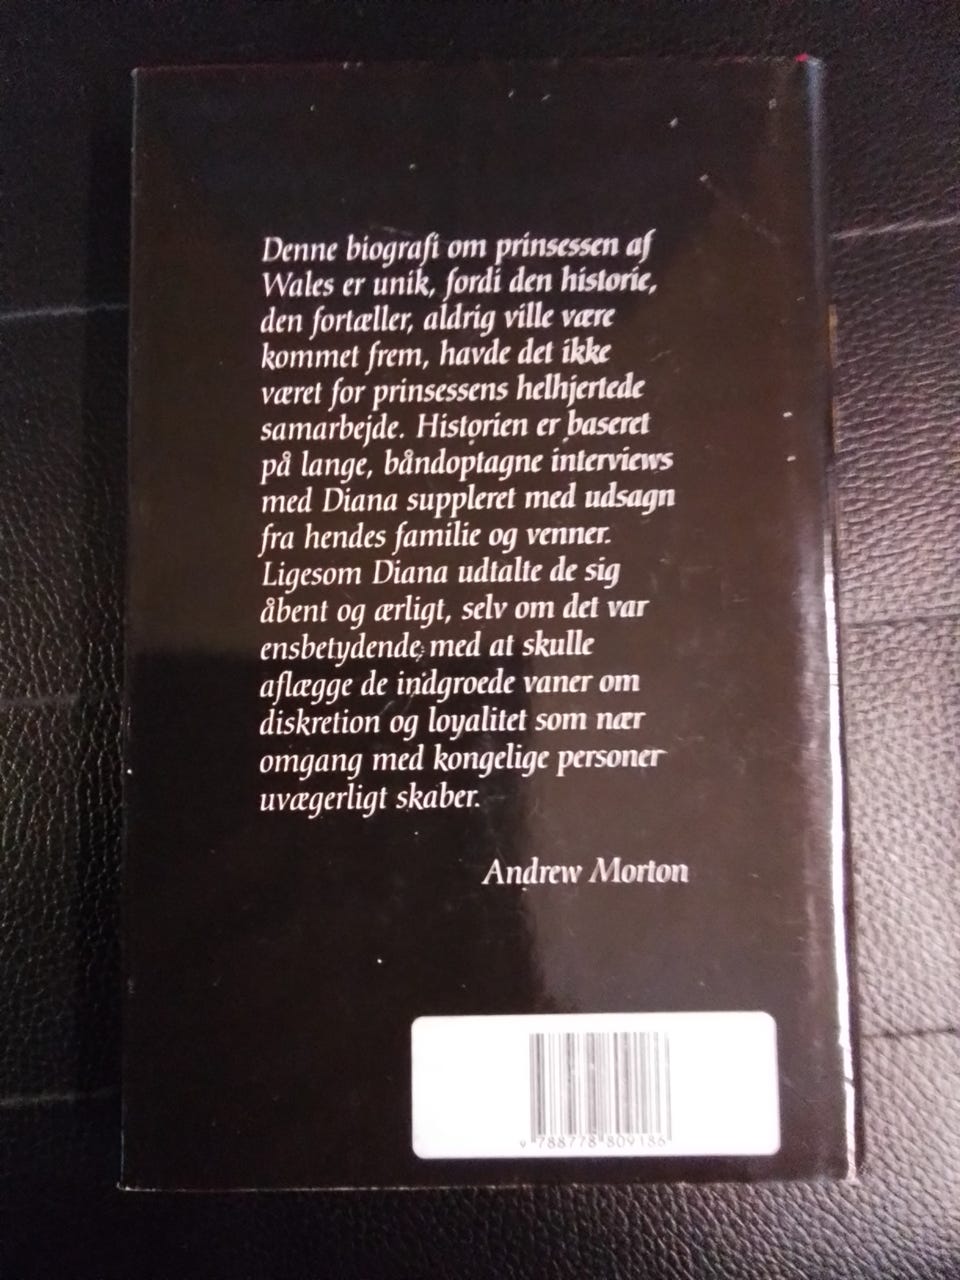 Denne biografi om prinsessen af
Wales er unik, fordi den historie,
den fortæller, aldrig ville være
kommet frem, havde det ikke
været for prinsessens helhjertede
samarbejde. Historien er baseret
på lange, båndoptagne interviews
med Diana suppleret med udsagn
fra hendes familie og venner.
Ligesom Diana udtalte de sig
åbent og ærligt, selv om det var
ensbetydende med at skulle
aflægge de indgroede vaner om
diskretion og loyalitet som nær
omgang med kongelige personer
uvægerligt skaber.
Andrew Morton
9 788778 809186